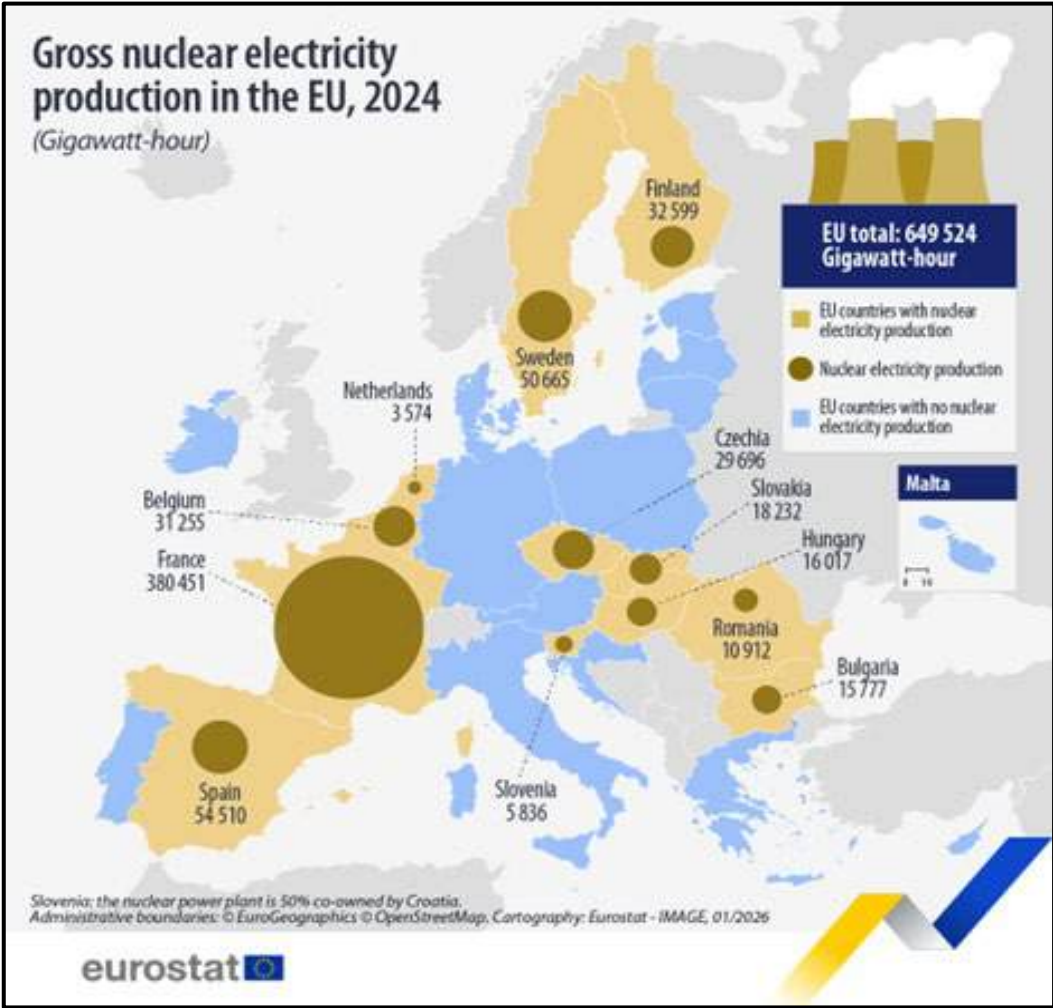 Gross nuclear electricity
production in the EU, 2024
(Gigawatt-hour)
Finland
32 599
EU total: 649 524
Gigawatt-hour
EU countries with nuclear
electricity production
Nuclear electricity production
EU countries with no nuclear
electricity production
Sweden
50 665
Netherlands
3 574
Czechia
29 696
Malta
Slovakia
18 232
Belgium
31 255
Hungary
16 017
France
380 451
Romania
10 912
Bulgaria
15 777
Spain
54 510
Slovenia
5 836
Slovenia: the nuclear power plant is 50% co-owned by Croatia.
Administrative boundaries: © EuroGeographics © OpenStreetMap. Cartography: Eurostat - IMAGE, 01/2026
eurostat